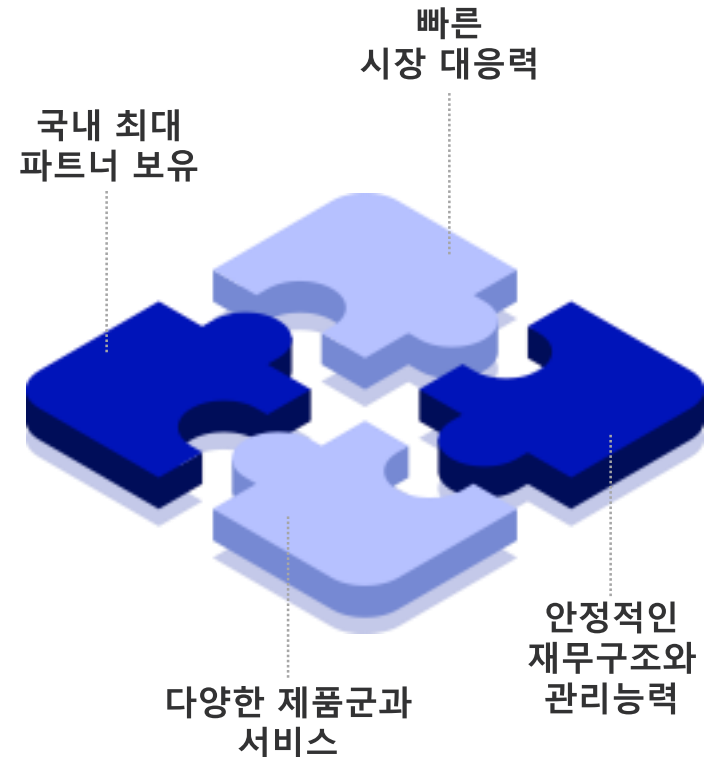 빠른
시장 대응력
국내 최대
파트너 보유
안정적인
재무구조와
관리능력
다양한 제품군과
서비스